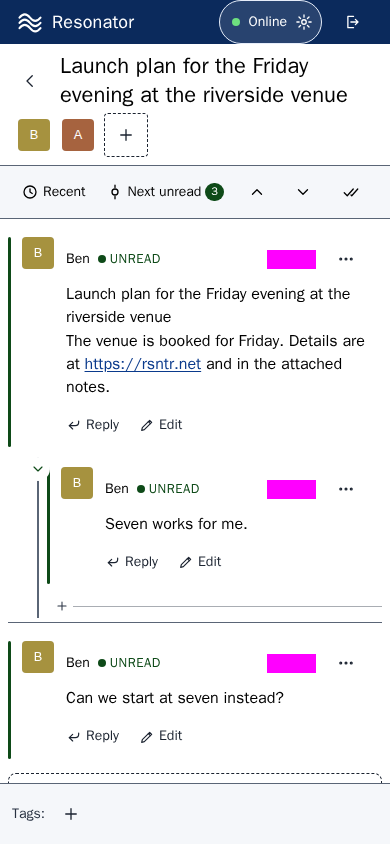 Resonator
Online
Launch plan for the Friday
evening at the riverside venue
B
A
Recent
Next unread 3
B
Ben
UNREAD
Launch plan for the Friday evening at the
riverside venue
The venue is booked for Friday. Details are
at https://rsntr.net and in the attached
notes.
Reply
Edit
B
Ben
UNREAD
Seven works for me.
Reply
Edit
B
Ben
UNREAD
Can we start at seven instead?
Reply
Edit
Tags: